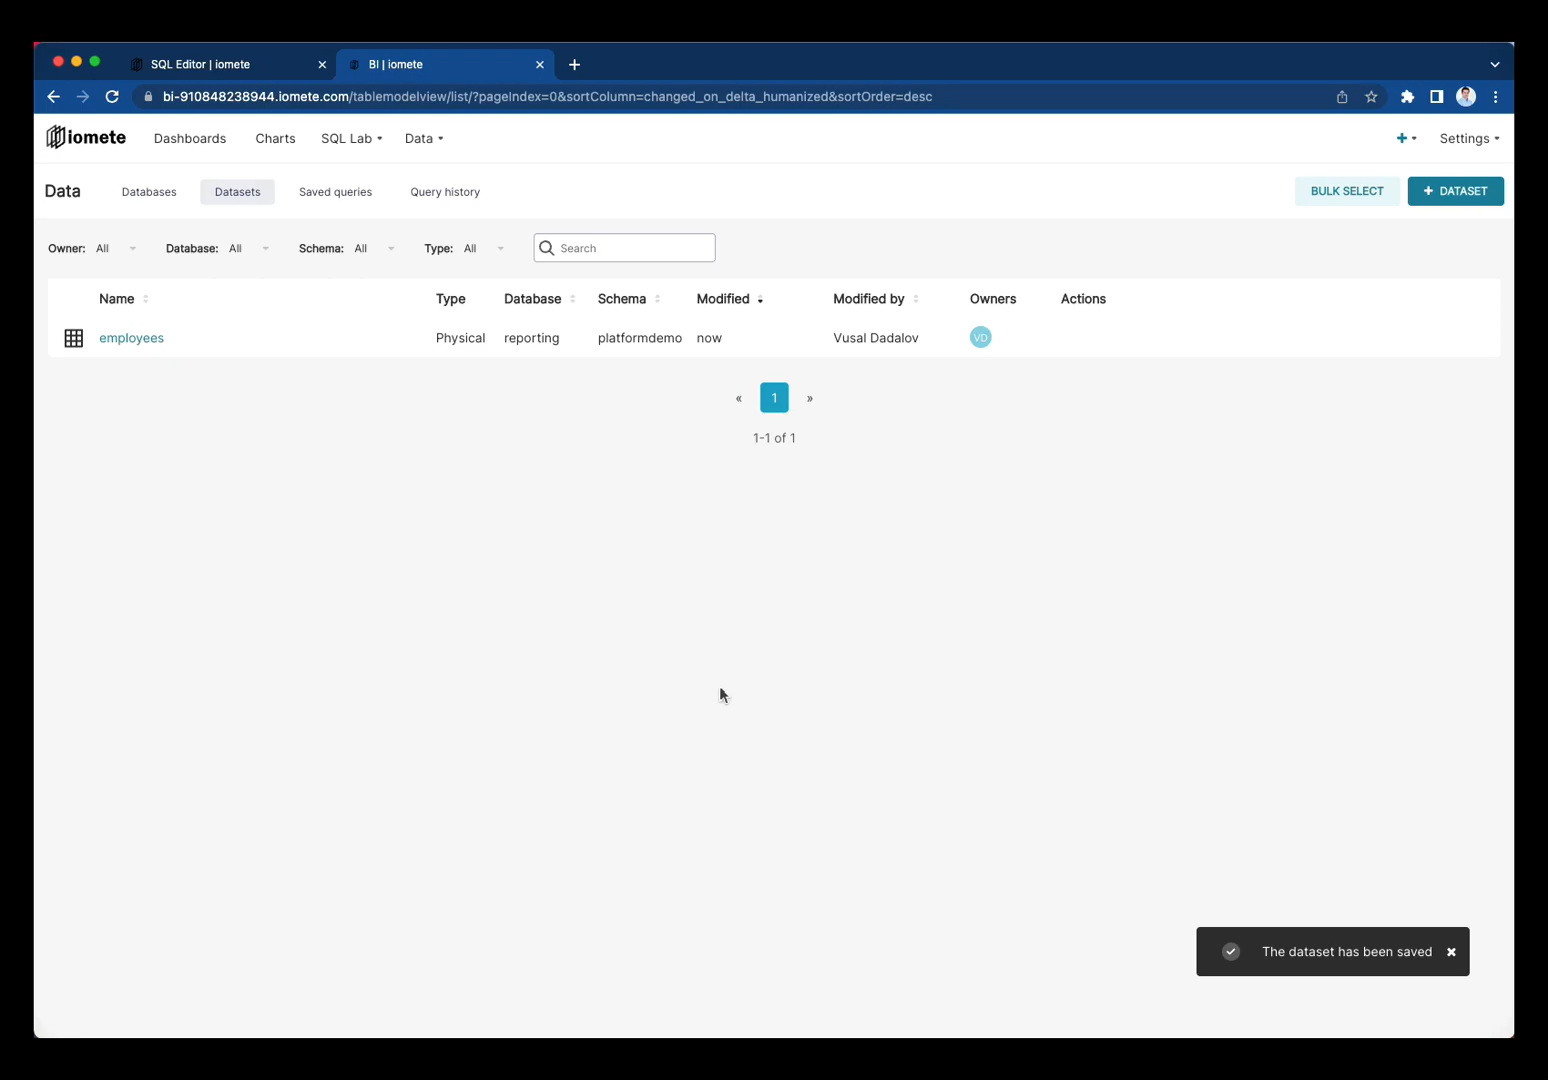 SQL Editor | iomete
BI | iomete
bi-910848238944.iomete.com/tablemodelview/list/?pageIndex=0&sortColumn=changed_on_delta_humanized&sortOrder=desc
iomete Dashboards Charts SQL Lab Data + Settings
Data Databases Datasets Saved queries Query history BULK SELECT + DATASET
Owner: All Database: All Schema: All Type: All Search
Name Type Database Schema Modified Modified by Owners Actions
employees Physical reporting platformdemo now Vusal Dadalov VD
« 1 »
1-1 of 1
The dataset has been saved